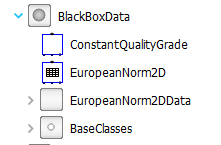 BlackBoxData
ConstantQualityGrade
EuropeanNorm2D
EuropeanNorm2DData
BaseClasses